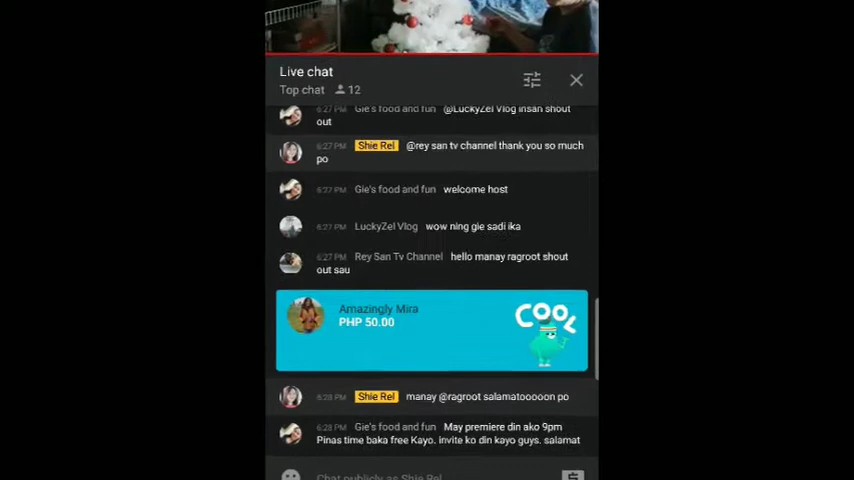 Live chat
Top chat 12
6:27 PM Gie's food and fun @LuckyZel Vlog insan shout
out
6:27 PM Shie Rel @rey san tv channel thank you so much
po
6:27 PM Gie's food and fun welcome host
6:27 PM LuckyZel Vlog wow ning gie sadi ika
6:27 PM Rey San Tv Channel hello manay ragroot shout
out sau
Amazingly Mira
PHP 50.00
COOL
6:28 PM Shie Rel manay @ragroot salamatooooon po
6:28 PM Gie's food and fun May premiere din ako 9pm
Pinas time baka free Kayo. invite ko din kayo guys. salamat
Chat publicly as Shie Rel